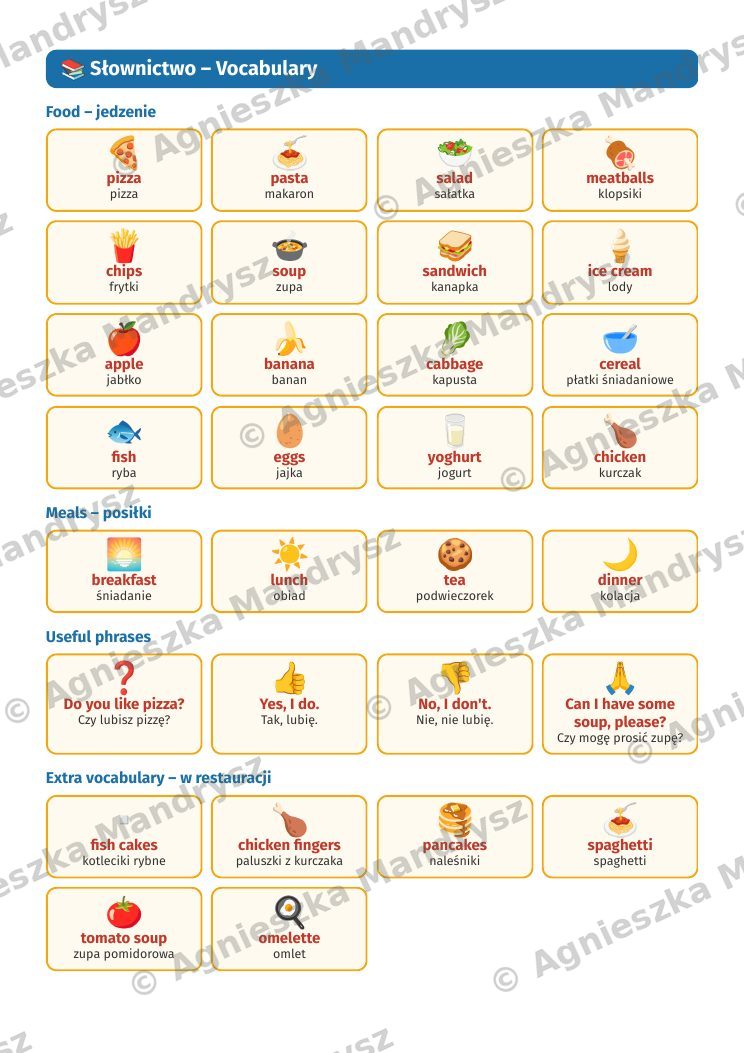 Słownictwo – Vocabulary
Food – jedzenie
pizza
pizza
pasta
makaron
salad
sałatka
meatballs
klopsiki
chips
frytki
soup
zupa
sandwich
kanapka
ice cream
lody
apple
jabłko
banana
banan
cabbage
kapusta
cereal
płatki śniadaniowe
fish
ryba
eggs
jajka
yoghurt
jogurt
chicken
kurczak
Meals – posiłki
breakfast
śniadanie
lunch
obiad
tea
podwieczorek
dinner
kolacja
Useful phrases
Do you like pizza?
Czy lubisz pizzę?
Yes, I do.
Tak, lubię.
No, I don't.
Nie, nie lubię.
Can I have some
soup, please?
Czy mogę prosić zupę?
Extra vocabulary – w restauracji
fish cakes
kotleciki rybne
chicken fingers
paluszki z kurczaka
pancakes
naleśniki
spaghetti
spaghetti
tomato soup
zupa pomidorowa
omelette
omlet
© Agnieszka Mandrysz